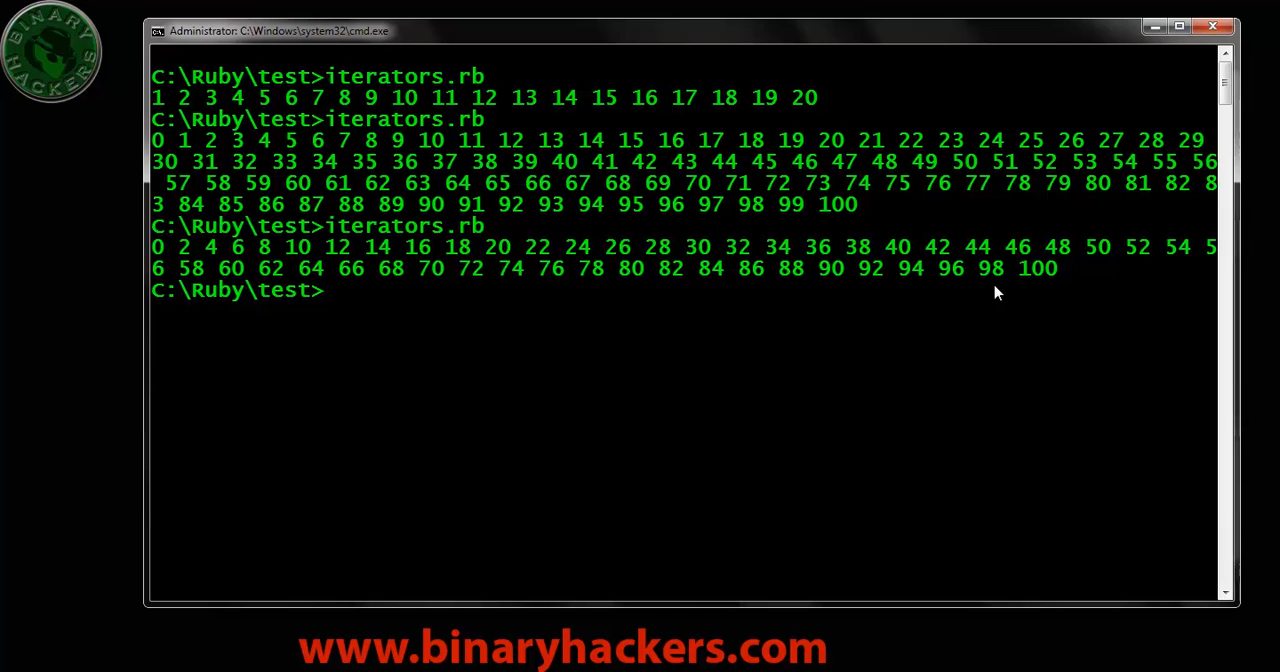 BINARY
HACKERS
Administrator: C:\Windows\system32\cmd.exe
C:\Ruby\test>iterators.rb
1 2 3 4 5 6 7 8 9 10 11 12 13 14 15 16 17 18 19 20
C:\Ruby\test>iterators.rb
0 1 2 3 4 5 6 7 8 9 10 11 12 13 14 15 16 17 18 19 20 21 22 23 24 25 26 27 28 29
30 31 32 33 34 35 36 37 38 39 40 41 42 43 44 45 46 47 48 49 50 51 52 53 54 55 56
57 58 59 60 61 62 63 64 65 66 67 68 69 70 71 72 73 74 75 76 77 78 79 80 81 82 8
3 84 85 86 87 88 89 90 91 92 93 94 95 96 97 98 99 100
C:\Ruby\test>iterators.rb
0 2 4 6 8 10 12 14 16 18 20 22 24 26 28 30 32 34 36 38 40 42 44 46 48 50 52 54 5
6 58 60 62 64 66 68 70 72 74 76 78 80 82 84 86 88 90 92 94 96 98 100
C:\Ruby\test>
www.binaryhackers.com